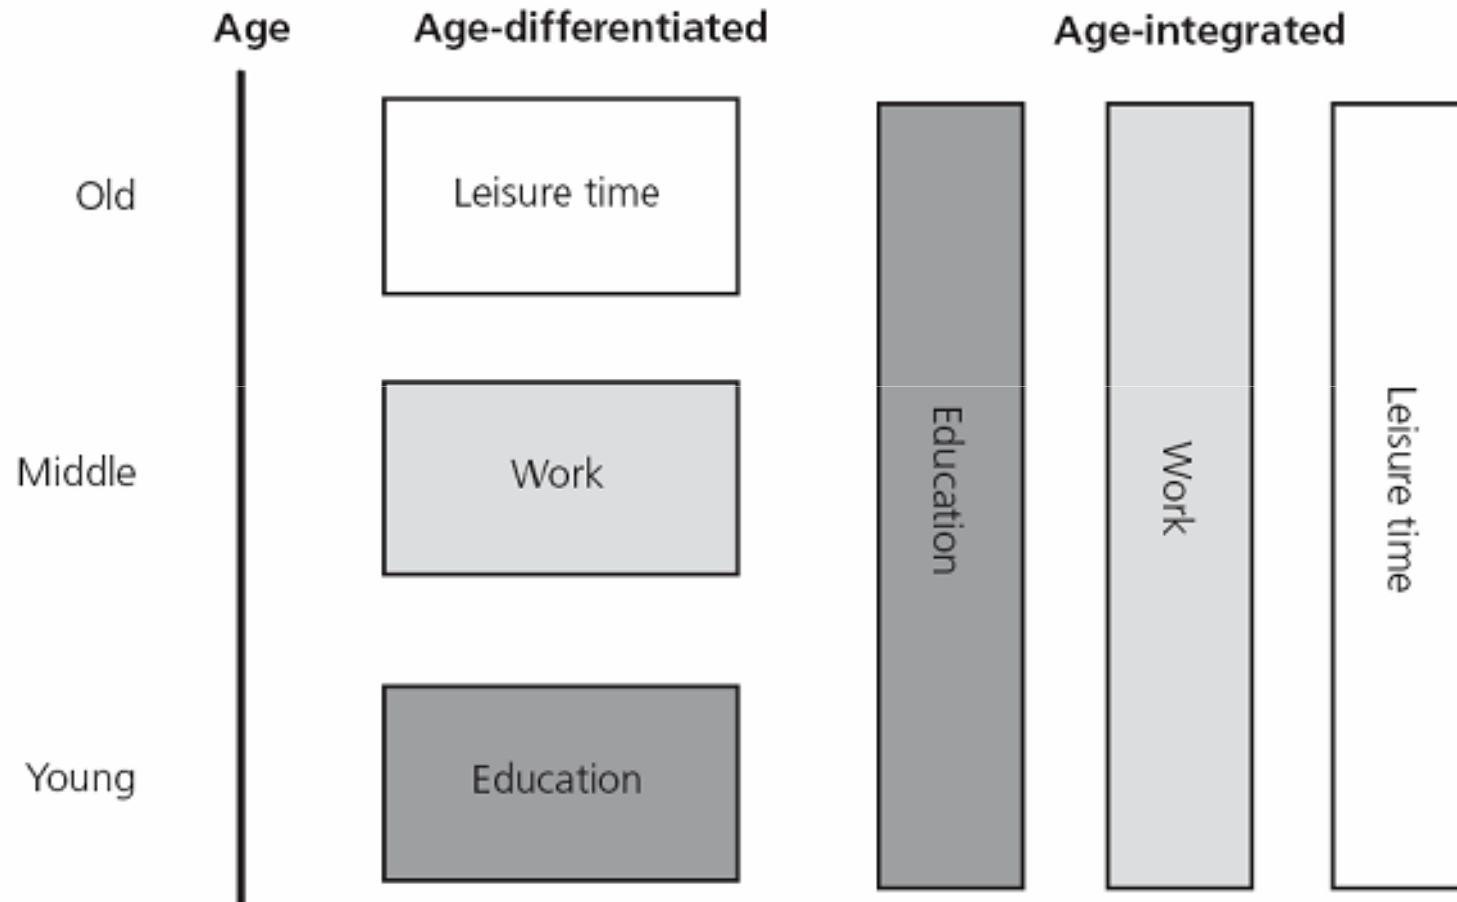 Age
Age-differentiated
Age-integrated
Old
Leisure time
Middle
Work
Young
Education
Education
Work
Leisure time